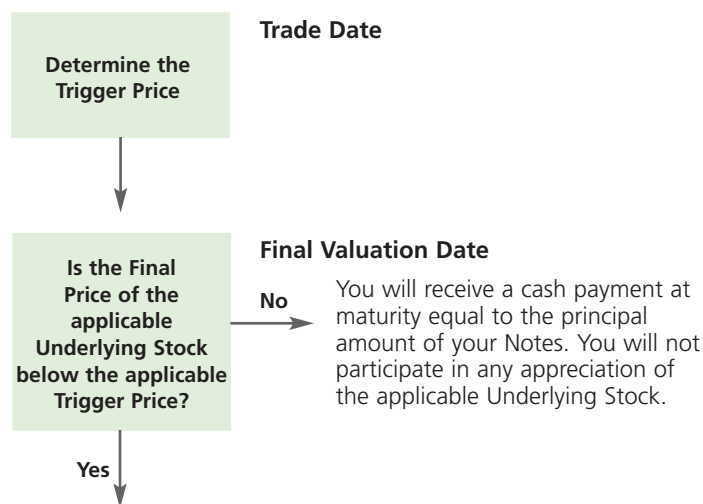 Trade Date
Determine the
Trigger Price
Final Valuation Date
Is the Final
Price of the
applicable
Underlying Stock
below the applicable
Trigger Price?
No
You will receive a cash payment at
maturity equal to the principal
amount of your Notes. You will not
participate in any appreciation of
the applicable Underlying Stock.
Yes